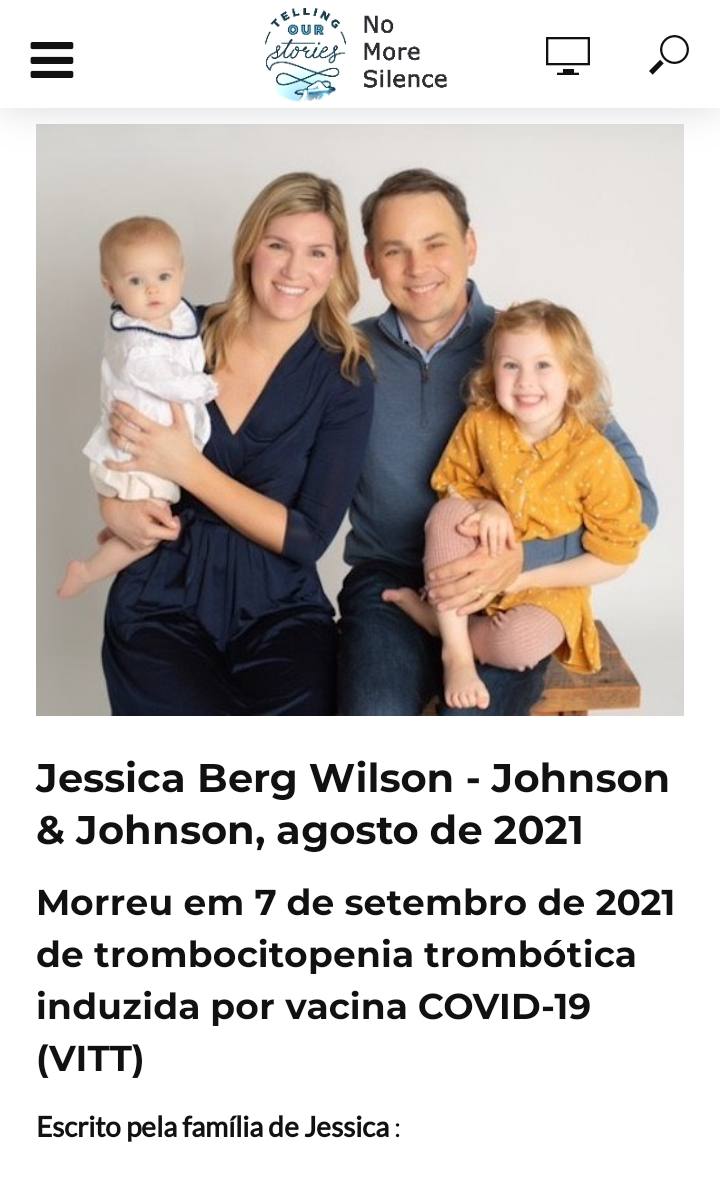 TELLING
OUR
stories
No
More
Silence
Jessica Berg Wilson - Johnson
& Johnson, agosto de 2021
Morreu em 7 de setembro de 2021
de trombocitopenia trombótica
induzida por vacina COVID-19
(VITT)
Escrito pela família de Jessica :